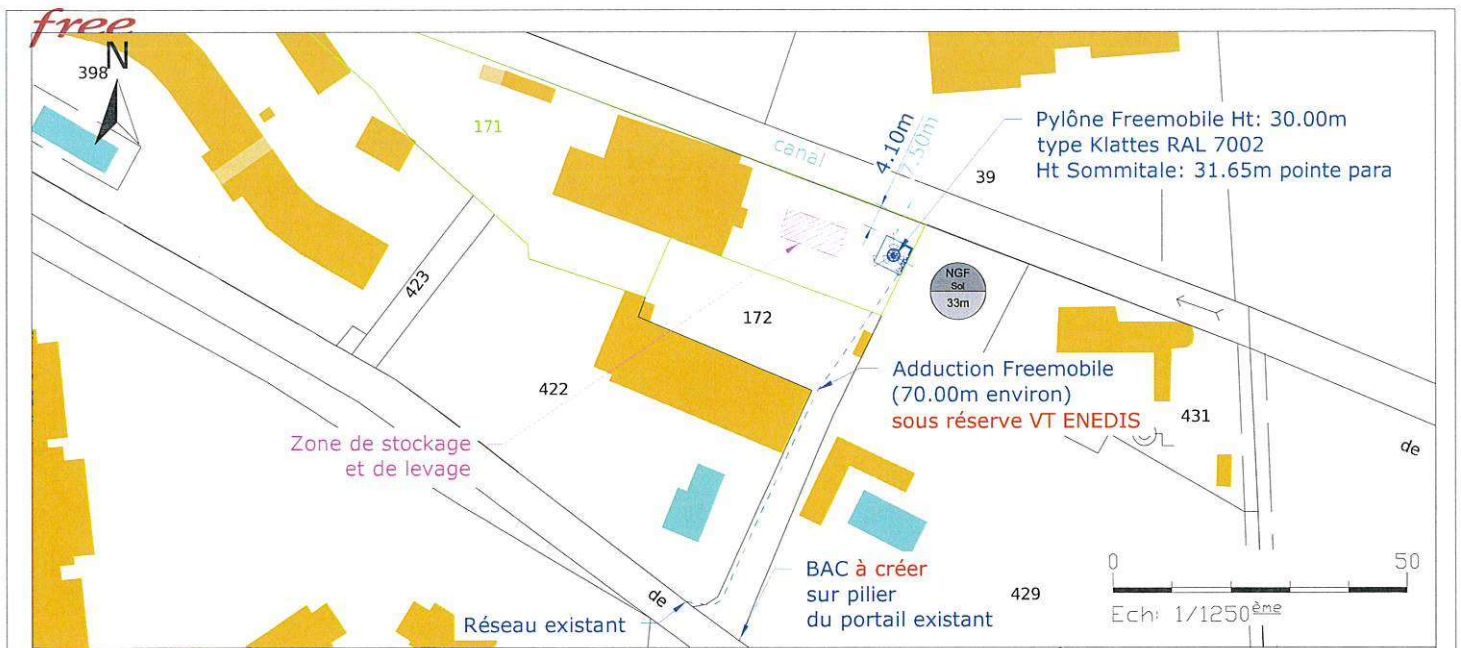 free
N
398
171
canal
4.10m
7.50m
Pylône Freemobile Ht: 30.00m
type Klattes RAL 7002
Ht Sommitale: 31.65m pointe para
39
423
NGF
Sol
33m
172
Adduction Freemobile
(70.00m environ)
sous réserve VT ENEDIS
422
431
de
Zone de stockage
et de levage
BAC à créer
sur pilier
du portail existant
429
0
50
Ech: 1/1250ème
de
Réseau existant